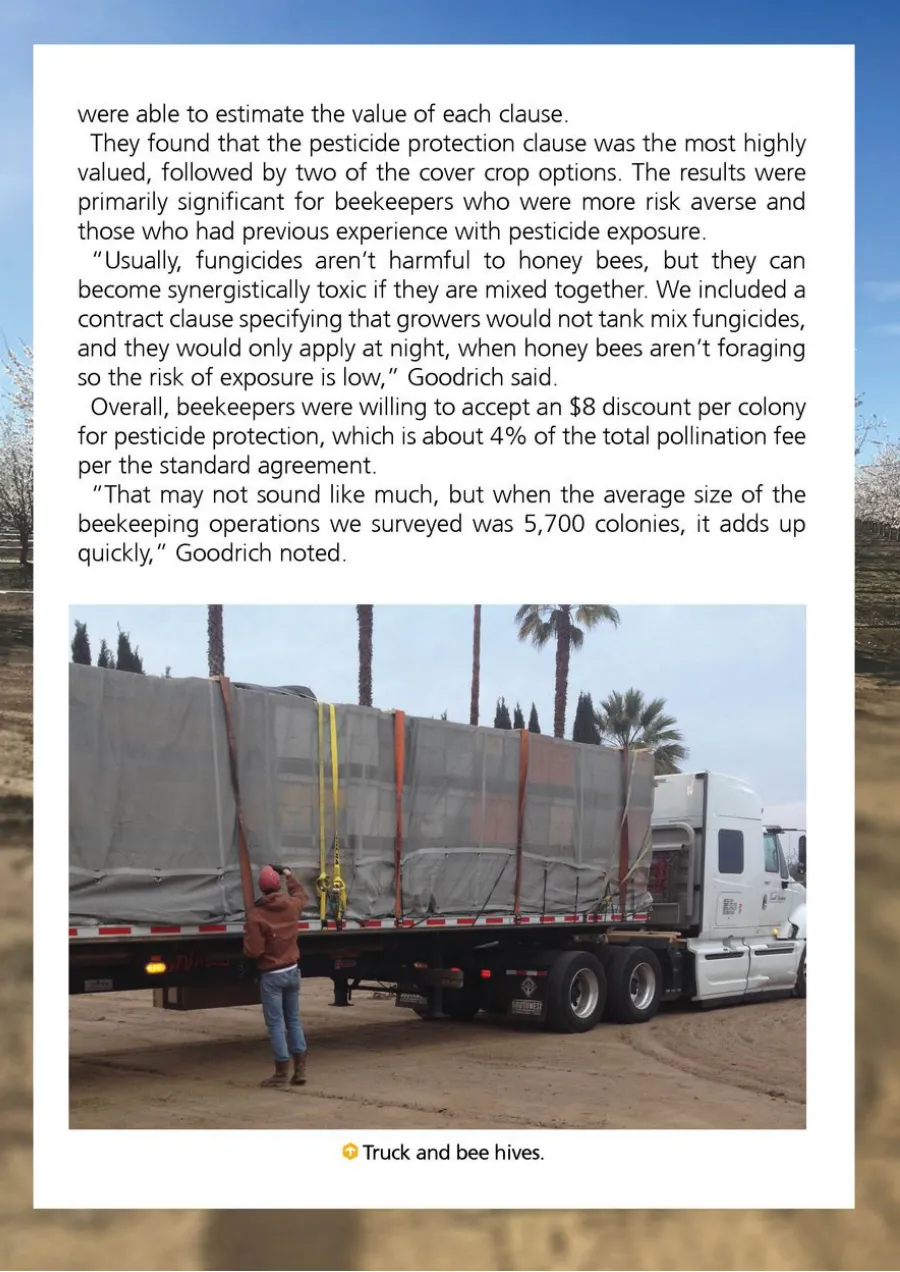 were able to estimate the value of each clause.
They found that the pesticide protection clause was the most highly
valued, followed by two of the cover crop options. The results were
primarily significant for beekeepers who were more risk averse and
those who had previous experience with pesticide exposure.
“Usually, fungicides aren’t harmful to honey bees, but they can
become synergistically toxic if they are mixed together. We included a
contract clause specifying that growers would not tank mix fungicides,
and they would only apply at night, when honey bees aren’t foraging
so the risk of exposure is low,” Goodrich said.
Overall, beekeepers were willing to accept an $8 discount per colony
for pesticide protection, which is about 4% of the total pollination fee
per the standard agreement.
“That may not sound like much, but when the average size of the
beekeeping operations we surveyed was 5,700 colonies, it adds up
quickly,” Goodrich noted.
Truck and bee hives.